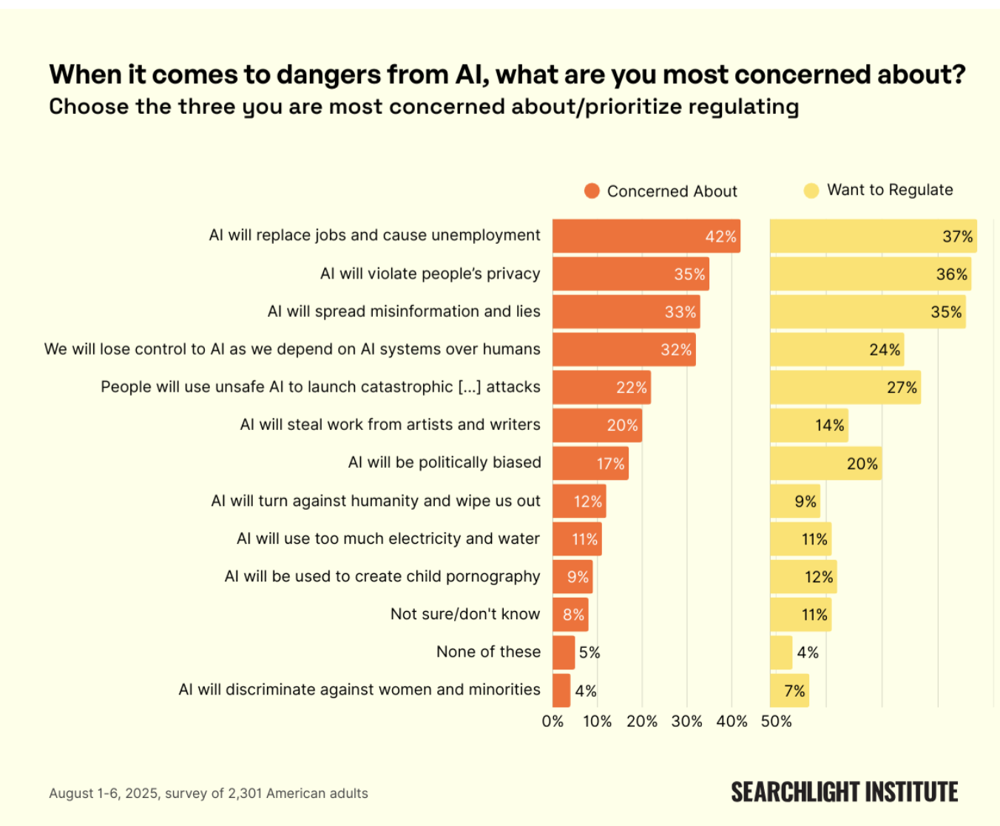 When it comes to dangers from AI, what are you most concerned about?
Choose the three you are most concerned about/prioritize regulating
Concerned About
Want to Regulate
AI will replace jobs and cause unemployment 42% 37%
AI will violate people’s privacy 35% 36%
AI will spread misinformation and lies 33% 35%
We will lose control to AI as we depend on AI systems over humans 32% 24%
People will use unsafe AI to launch catastrophic [...] attacks 22% 27%
AI will steal work from artists and writers 20% 14%
AI will be politically biased 17% 20%
AI will turn against humanity and wipe us out 12% 9%
AI will use too much electricity and water 11% 11%
AI will be used to create child pornography 9% 12%
Not sure/don't know 8% 11%
None of these 5% 4%
AI will discriminate against women and minorities 4% 7%
0% 10% 20% 30% 40% 50%
August 1-6, 2025, survey of 2,301 American adults
SEARCHLIGHT INSTITUTE